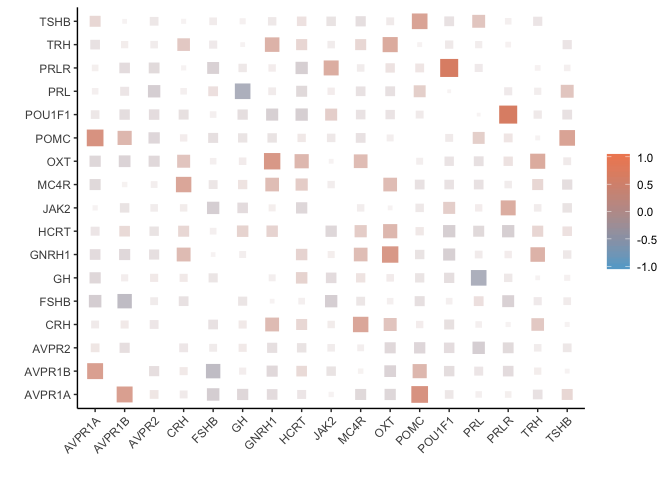 TSHB
TRH
PRLR
PRL
POU1F1
POMC
OXT
MC4R
JAK2
HCRT
GNRH1
GH
FSHB
CRH
AVPR2
AVPR1B
AVPR1A
1.0
0.5
0.0
-0.5
-1.0
AVPR1A
AVPR1B
AVPR2
CRH
FSHB
GH
GNRH1
HCRT
JAK2
MC4R
OXT
POMC
POU1F1
PRL
PRLR
TRH
TSHB